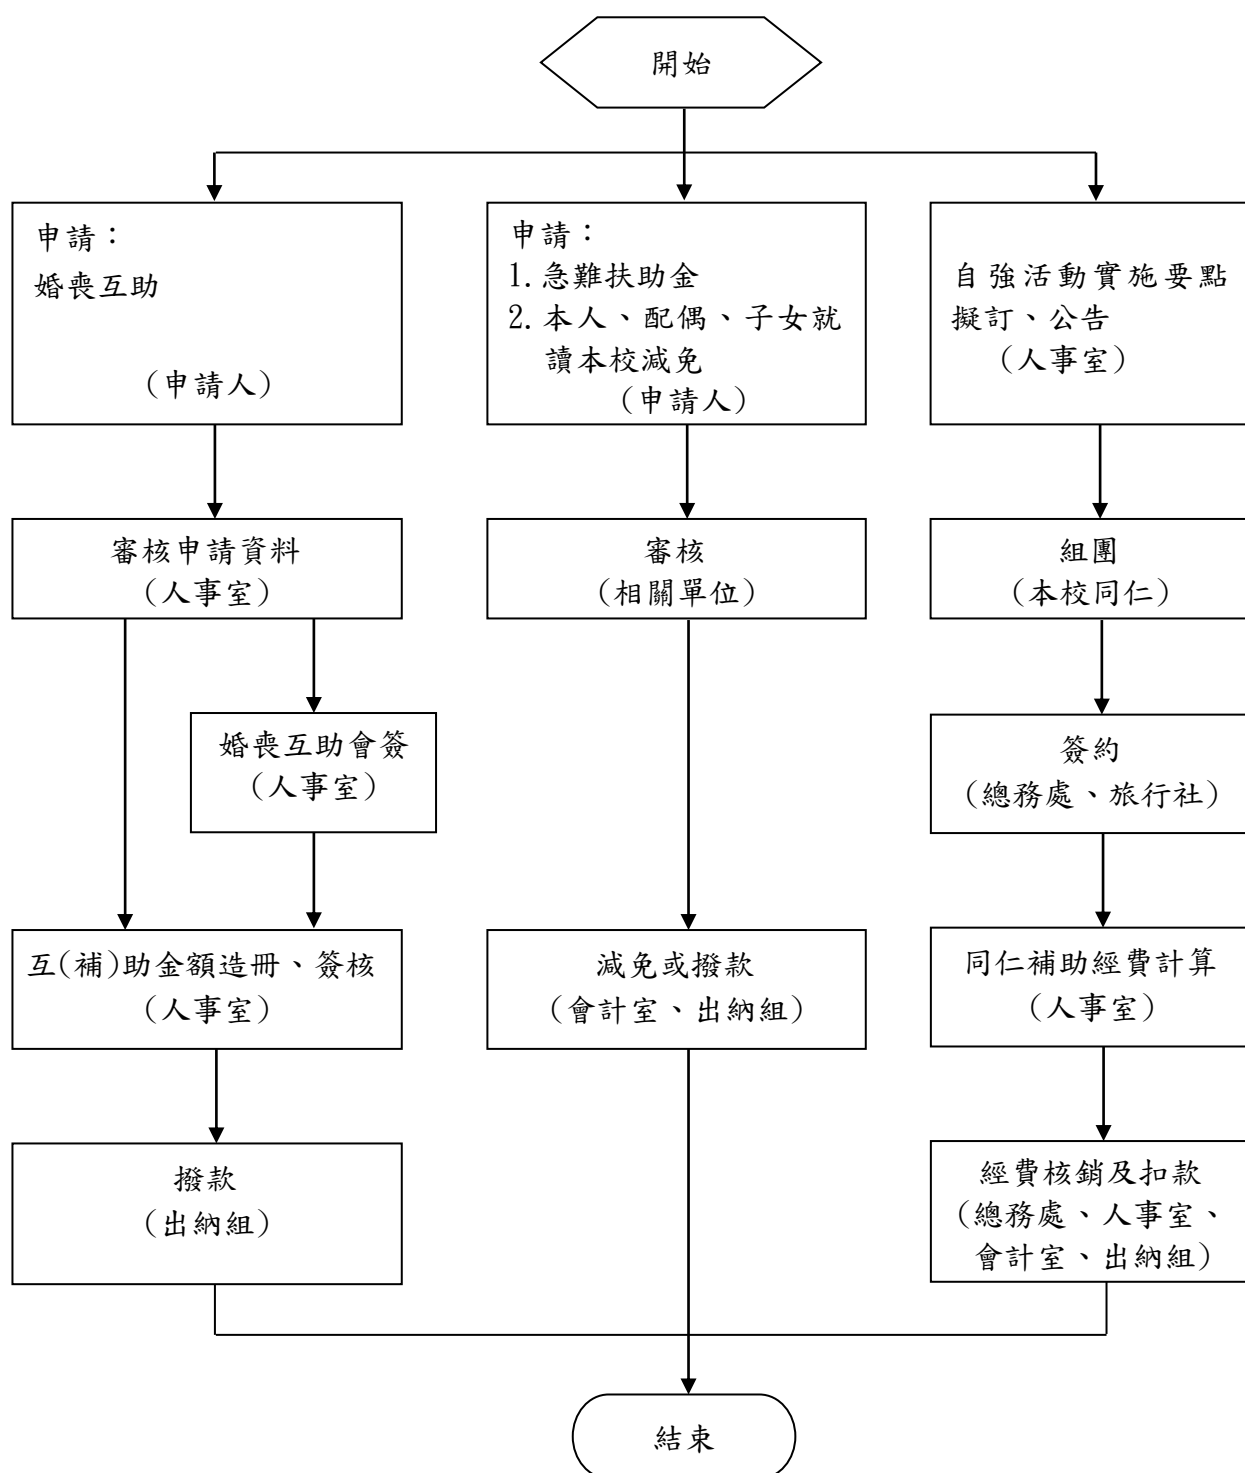 開始
申請：
婚喪互助
(申請人)
申請：
1.急難扶助金
2.本人、配偶、子女就
讀本校減免
(申請人)
自強活動實施要點
擬訂、公告
(人事室)
審核申請資料
(人事室)
審核
(相關單位)
組團
(本校同仁)
婚喪互助會簽
(人事室)
簽約
(總務處、旅行社)
互(補)助金額造冊、簽核
(人事室)
減免或撥款
(會計室、出納組)
同仁補助經費計算
(人事室)
撥款
(出納組)
經費核銷及扣款
(總務處、人事室、
會計室、出納組)
結束